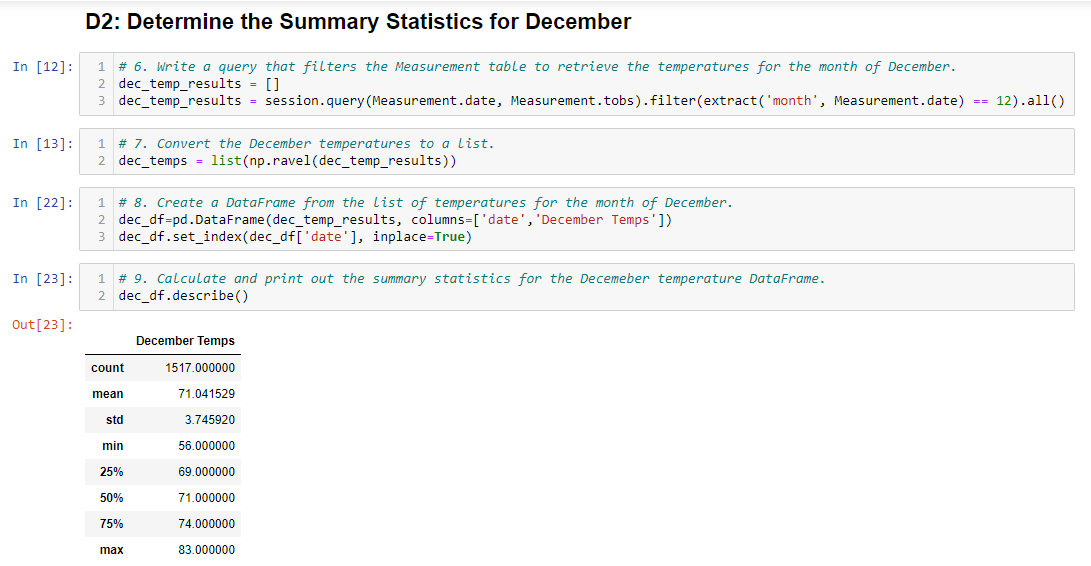 D2: Determine the Summary Statistics for December
In [12]:
1 # 6. Write a query that filters the Measurement table to retrieve the temperatures for the month of December.
2 dec_temp_results = []
3 dec_temp_results = session.query(Measurement.date, Measurement.tobs).filter(extract('month', Measurement.date) == 12).all()
In [13]:
1 # 7. Convert the December temperatures to a list.
2 dec_temps = list(np.ravel(dec_temp_results))
In [22]:
1 # 8. Create a DataFrame from the list of temperatures for the month of December.
2 dec_df=pd.DataFrame(dec_temp_results, columns=['date','December Temps'])
3 dec_df.set_index(dec_df['date'], inplace=True)
In [23]:
1 # 9. Calculate and print out the summary statistics for the Decemeber temperature DataFrame.
2 dec_df.describe()
Out[23]:
December Temps
count 1517.000000
mean 71.041529
std 3.745920
min 56.000000
25% 69.000000
50% 71.000000
75% 74.000000
max 83.000000